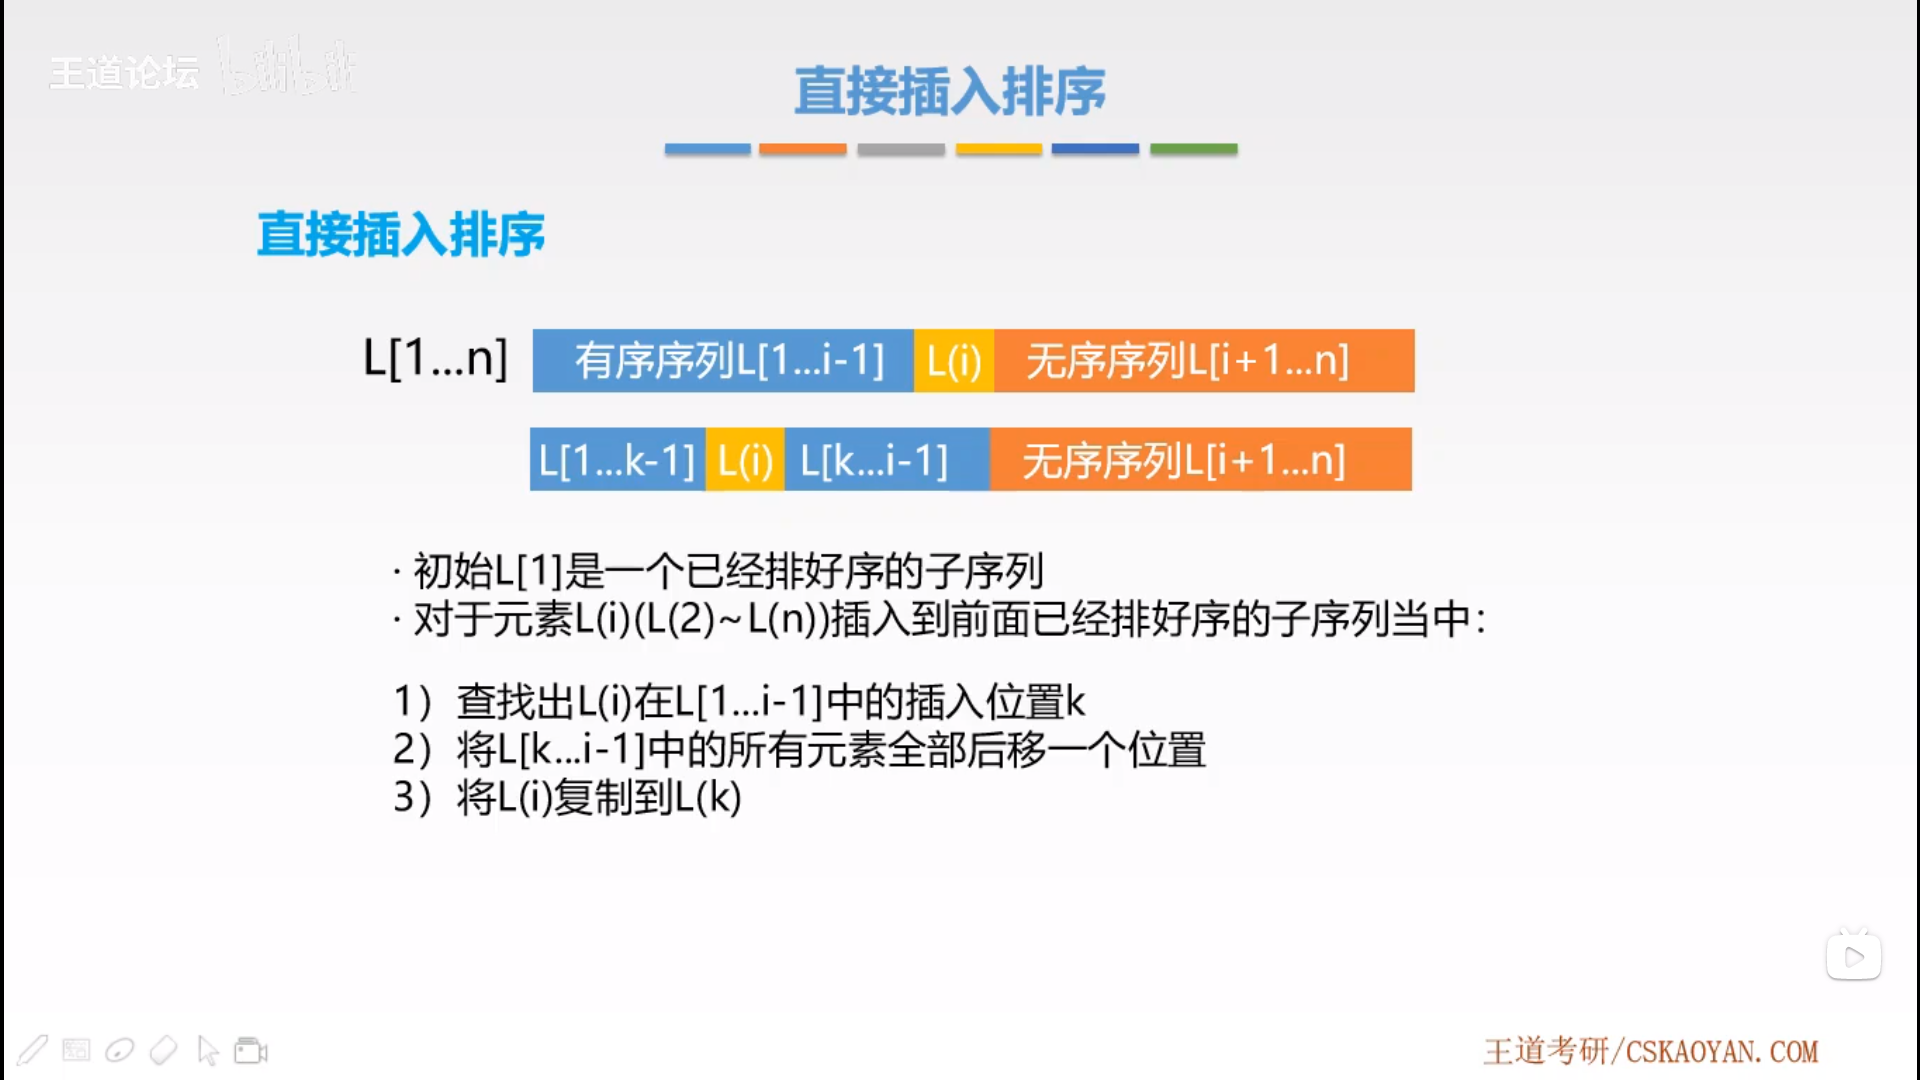 王道论坛 bilibili
直接插入排序
直接插入排序
L[1...n] 有序序列L[1...i-1] L(i) 无序序列L[i+1...n]
L[1...k-1] L(i) L[k...i-1] 无序序列L[i+1...n]
· 初始L[1]是一个已经排好序的子序列
· 对于元素L(i)(L(2)~L(n))插入到前面已经排好序的子序列当中：
1）查找出L(i)在L[1...i-1]中的插入位置k
2）将L[k...i-1]中的所有元素全部后移一个位置
3）将L(i)复制到L(k)
王道考研/CSKAOYAN.COM